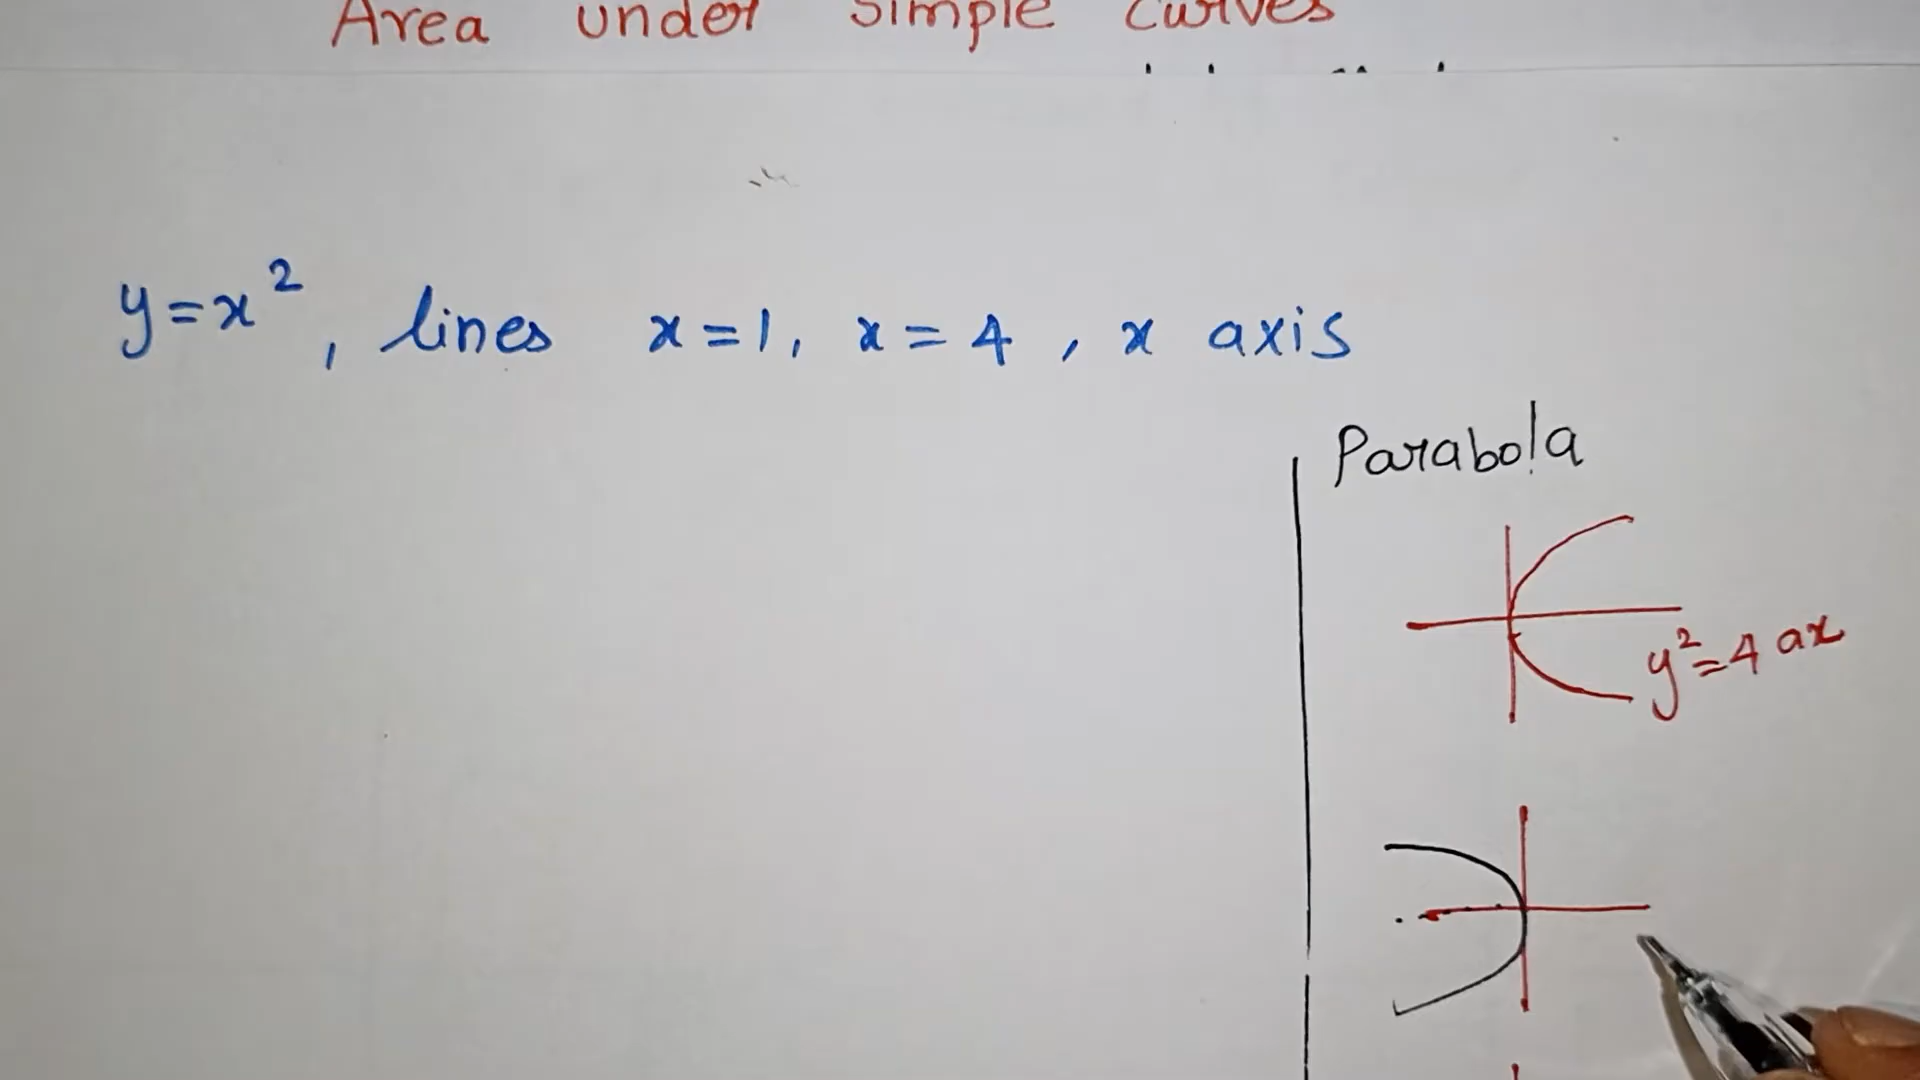 Area under simple curves
y=x², lines x=1, x=4, x axis
Parabola
y²=4ax